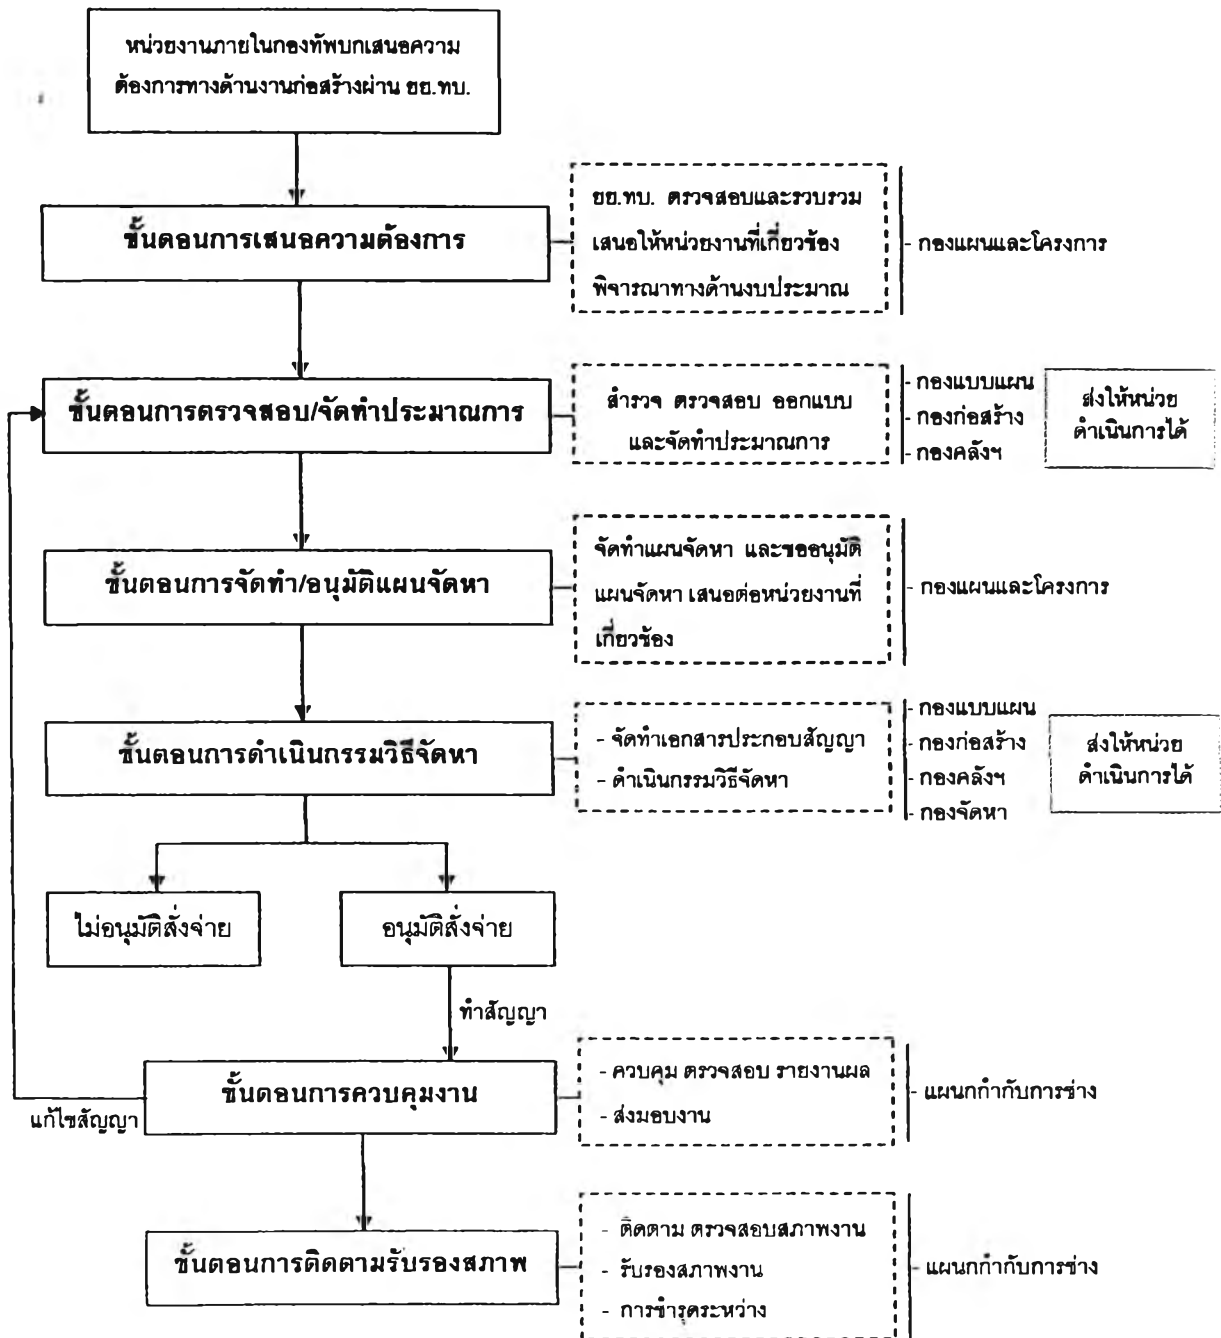 หน่วยงานภายในกองทัพบกเสนอความ
ต้องการทางด้านงานก่อสร้างผ่าน ยย.ทบ.
ขั้นตอนการเสนอความต้องการ
ยย.ทบ. ตรวจสอบและรวบรวม
เสนอให้หน่วยงานที่เกี่ยวข้อง
พิจารณาทางด้านงบประมาณ
- กองแผนและโครงการ
ขั้นตอนการตรวจสอบ/จัดทำประมาณการ
สำรวจ ตรวจสอบ ออกแบบ
และจัดทำประมาณการ
- กองแบบแผน
- กองก่อสร้าง
- กองคลังฯ
ส่งให้หน่วย
ดำเนินการได้
ขั้นตอนการจัดทำ/อนุมัติแผนจัดหา
จัดทำแผนจัดหา และขออนุมัติ
แผนจัดหา เสนอต่อหน่วยงานที่
เกี่ยวข้อง
- กองแผนและโครงการ
ขั้นตอนการดำเนินกรรมวิธีจัดหา
- จัดทำเอกสารประกอบสัญญา
- ดำเนินกรรมวิธีจัดหา
- กองแบบแผน
- กองก่อสร้าง
- กองคลังฯ
- กองจัดหา
ส่งให้หน่วย
ดำเนินการได้
ไม่อนุมัติสั่งจ่าย
อนุมัติสั่งจ่าย
ทำสัญญา
ขั้นตอนการควบคุมงาน
แก้ไขสัญญา
- ควบคุม ตรวจสอบ รายงานผล
- ส่งมอบงาน
- แผนกกำกับการช่าง
ขั้นตอนการติดตามรับรองสภาพ
- ติดตาม ตรวจสอบสภาพงาน
- รับรองสภาพงาน
- การชำรุดระหว่าง
- แผนกกำกับการช่าง